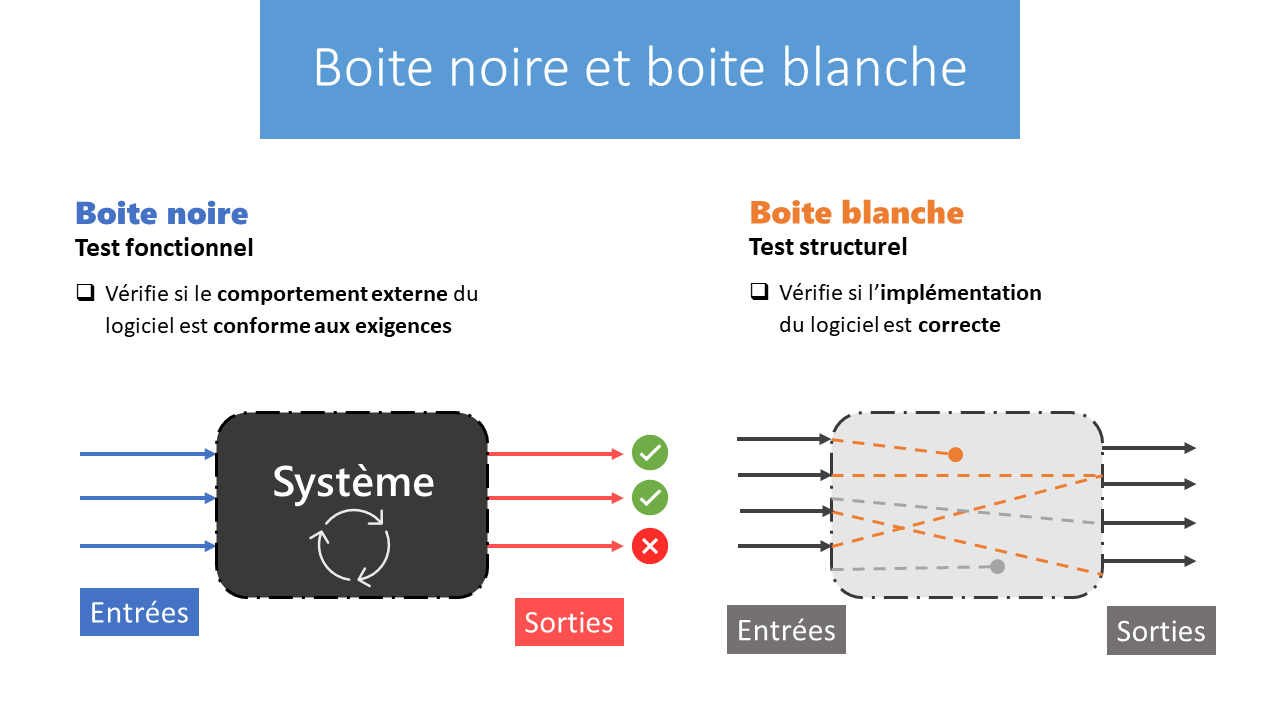 Boite noire et boite blanche
Boite noire
Test fonctionnel
❑ Vérifie si le comportement externe du
logiciel est conforme aux exigences
Système
Entrées
Sorties
Boite blanche
Test structurel
❑ Vérifie si l’implémentation
du logiciel est correcte
Entrées
Sorties